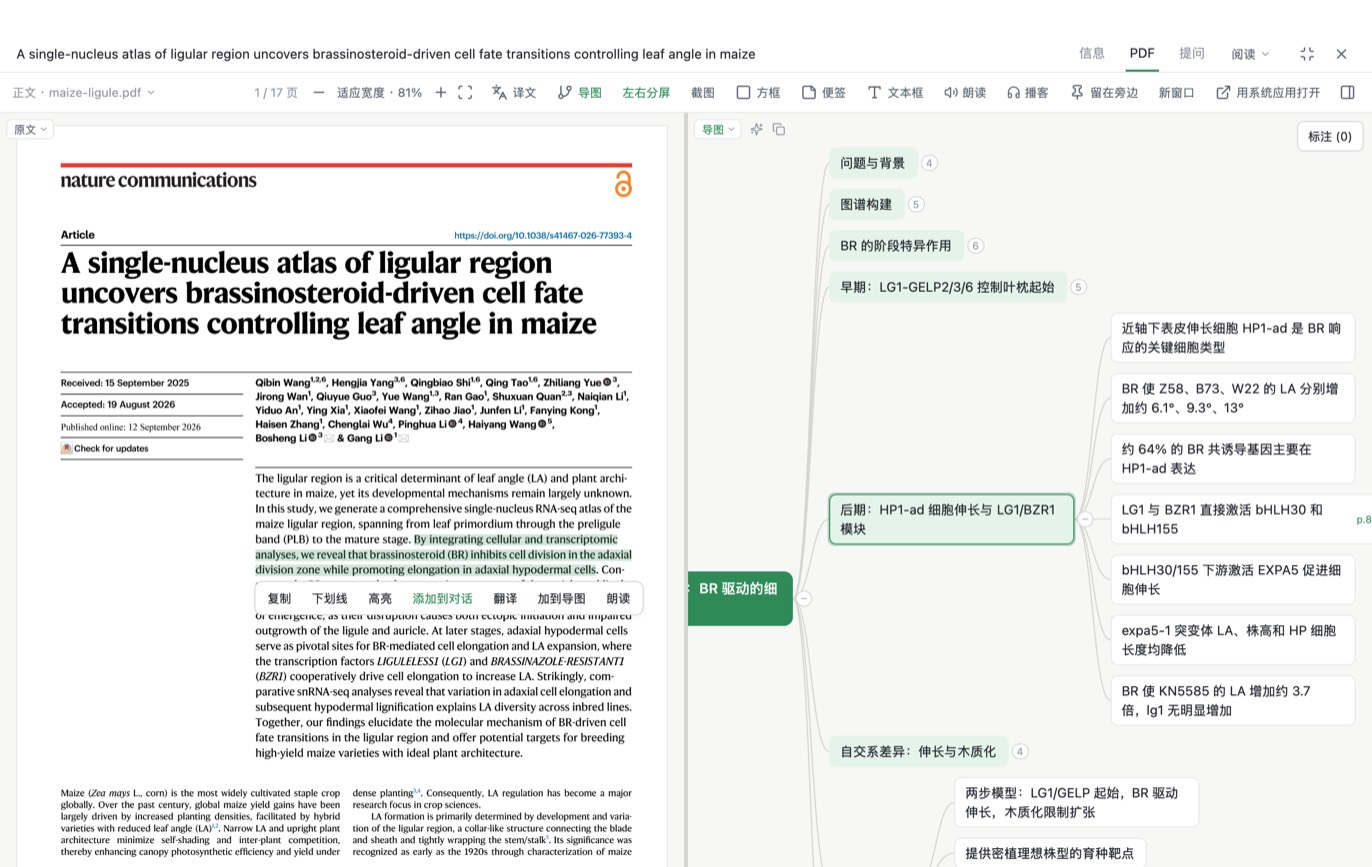 A single-nucleus atlas of ligular region uncovers brassinosteroid-driven cell fate transitions controlling leaf angle in maize
信息 PDF 提问 阅读
正文 · maize-ligule.pdf
1 / 17 页 适应宽度 · 81% 译文 导图 左右分屏 截图 方框 便签 文本框 朗读 播客 留在旁边 新窗口 用系统应用打开
原文
nature communications
Article
https://doi.org/10.1038/s41467-026-77393-4
A single-nucleus atlas of ligular region
uncovers brassinosteroid-driven cell fate
transitions controlling leaf angle in maize
Received: 15 September 2025
Accepted: 19 August 2026
Published online: 12 September 2026
Check for updates
Qibin Wang1,2,6, Hengjia Yang3,6, Qingbiao Shi1,6, Qing Tao1,6, Zhiliang Yue3,
Jirong Wan1, Qiuyue Guo3, Yue Wang1,3, Ran Gao1, Shuxuan Quan2,3, Naiqian Li1,
Yiduo An1, Ying Xia1, Xiaofei Wang1, Zihao Jiao1, Junfen Li1, Fanying Kong1,
Haisen Zhang1, Chenglai Wu4, Pinghua Li4, Haiyang Wang5,
Bosheng Li3 & Gang Li1
The ligular region is a critical determinant of leaf angle (LA) and plant archi-
tecture in maize, yet its developmental mechanisms remain largely unknown.
In this study, we generate a comprehensive single-nucleus RNA-seq atlas of the
maize ligular region, spanning from leaf primordium through the preligule
band (PLB) to the mature stage. By integrating cellular and transcriptomic
analyses, we reveal that brassinosteroid (BR) inhibits cell division in the adaxial
division zone while promoting elongation in adaxial hypodermal cells. Con-
复制 下划线 高亮 添加到对话 翻译 加到导图 朗读
of emergence, as their disruption causes both ectopic initiation and impaired
outgrowth of the ligule and auricle. At later stages, adaxial hypodermal cells
serve as pivotal sites for BR-mediated cell elongation and LA expansion, where
the transcription factors LIGULELESS1 (LG1) and BRASSINAZOLE-RESISTANT1
(BZR1) cooperatively drive cell elongation to increase LA. Strikingly, com-
parative snRNA-seq analyses reveal that variation in adaxial cell elongation and
subsequent hypodermal lignification explains LA diversity across inbred lines.
Together, our findings elucidate the molecular mechanism of BR-driven cell
fate transitions in the ligular region and offer potential targets for breeding
high-yield maize varieties with ideal plant architecture.
Maize (Zea mays L., corn) is the most widely cultivated staple crop
globally. Over the past century, global maize yield gains have been
largely driven by increased planting densities, facilitated by hybrid
varieties with reduced leaf angle (LA)1,2. Narrow LA and upright plant
architecture minimize self-shading and inter-plant competition,
thereby enhancing canopy photosynthetic efficiency and yield under
dense planting3,4. Consequently, LA regulation has become a major
research focus in crop sciences.
LA formation is primarily determined by development and varia-
tion of the ligular region, a collar-like structure connecting the blade
and sheath and tightly wrapping the stem/stalk5. Its significance was
recognized as early as the 1920s through characterization of maize
导图
标注 (0)
问题与背景 4
图谱构建 5
BR 的阶段特异作用 6
早期：LG1-GELP2/3/6 控制叶枕起始 5
后期：HP1-ad 细胞伸长与 LG1/BZR1
模块
近轴下表皮伸长细胞 HP1-ad 是 BR 响
应的关键细胞类型
BR 使 Z58、B73、W22 的 LA 分别增
加约 6.1°、9.3°、13°
约 64% 的 BR 共诱导基因主要在
HP1-ad 表达
LG1 与 BZR1 直接激活 bHLH30 和
bHLH155
p.8
bHLH30/155 下游激活 EXPA5 促进细
胞伸长
expa5-1 突变体 LA、株高和 HP 细胞
长度均降低
BR 使 KN5585 的 LA 增加约 3.7
倍，lg1 无明显增加
：BR 驱动的细
自交系差异：伸长与木质化 4
两步模型：LG1/GELP 起始，BR 驱动
伸长，木质化限制扩张
提供密植理想株型的育种靶点